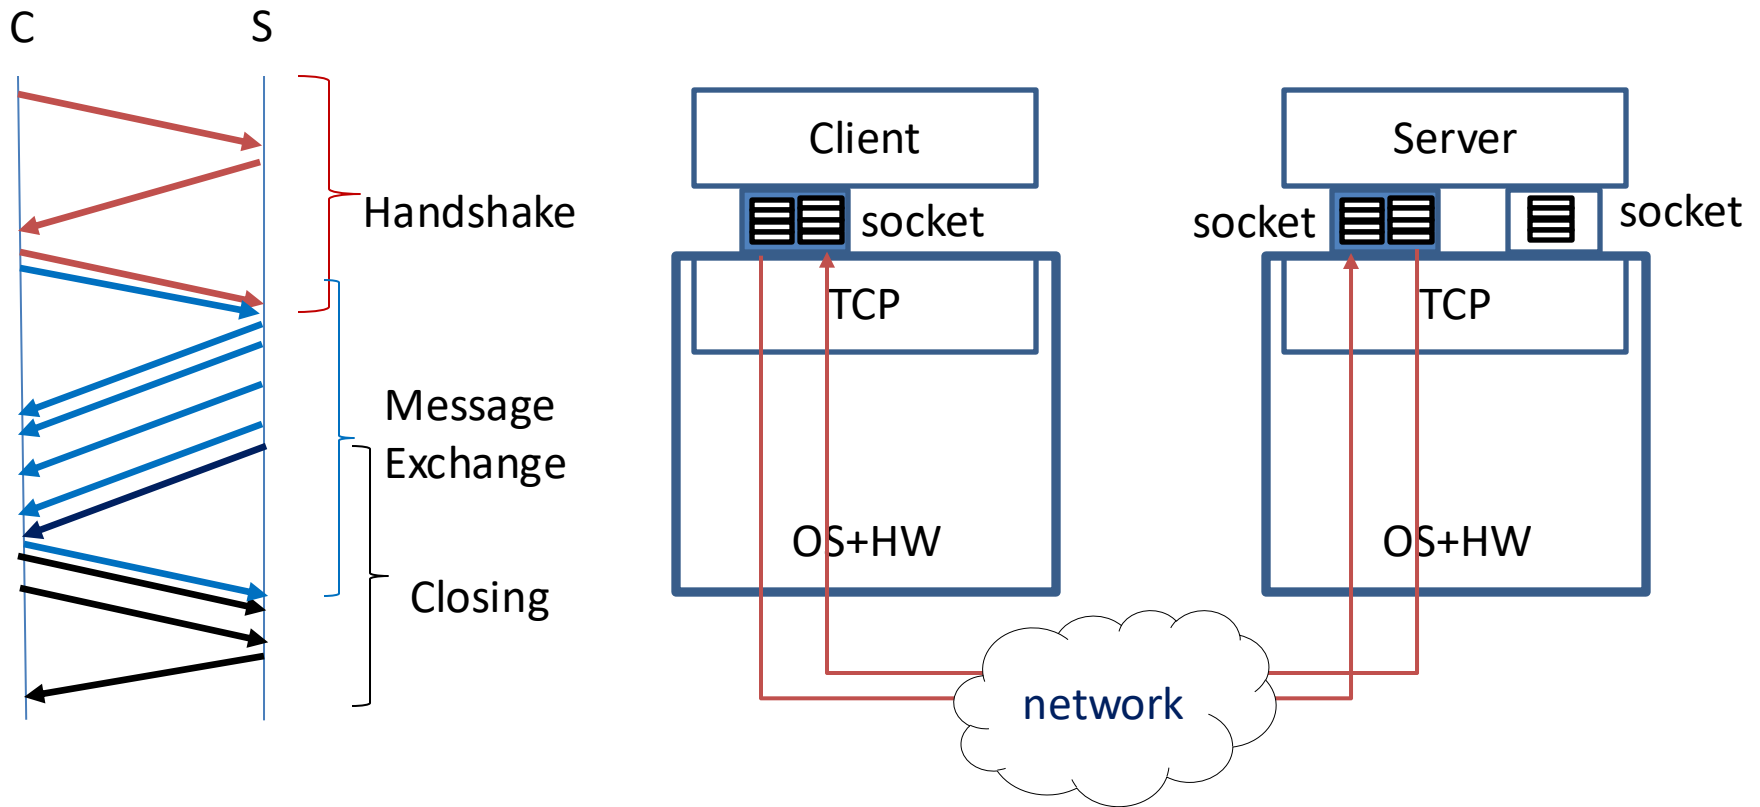 C
S
Handshake
Message
Exchange
Closing
Client
socket
TCP
OS+HW
Server
socket
socket
TCP
OS+HW
network